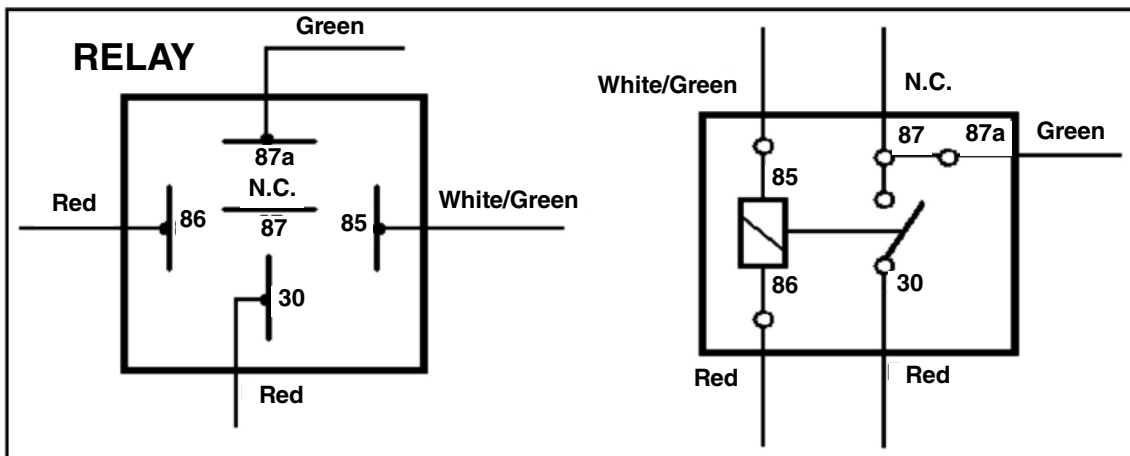 RELAY
Green
87a
N.C.
87
Red
86
85
White/Green
30
Red
White/Green
N.C.
87
87a
Green
85
86
30
Red
Red